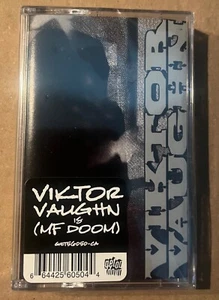 VIKTOR
VAUGHN
VIKTOR
VAUGHN
is
(MF DOOM)
6 64425 60504 4